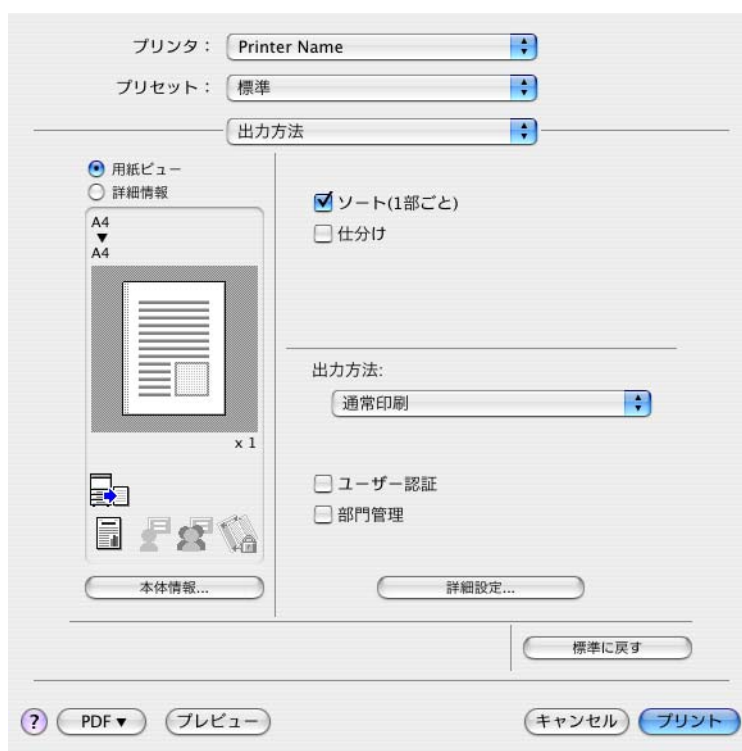 プリンタ： Printer Name
プリセット： 標準
出力方法
用紙ビュー
詳細情報
A4
A4
x 1
本体情報...
ソート(1部ごと)
仕分け
出力方法:
通常印刷
ユーザー認証
部門管理
詳細設定...
標準に戻す
? PDF▼ プレビュー キャンセル プリント